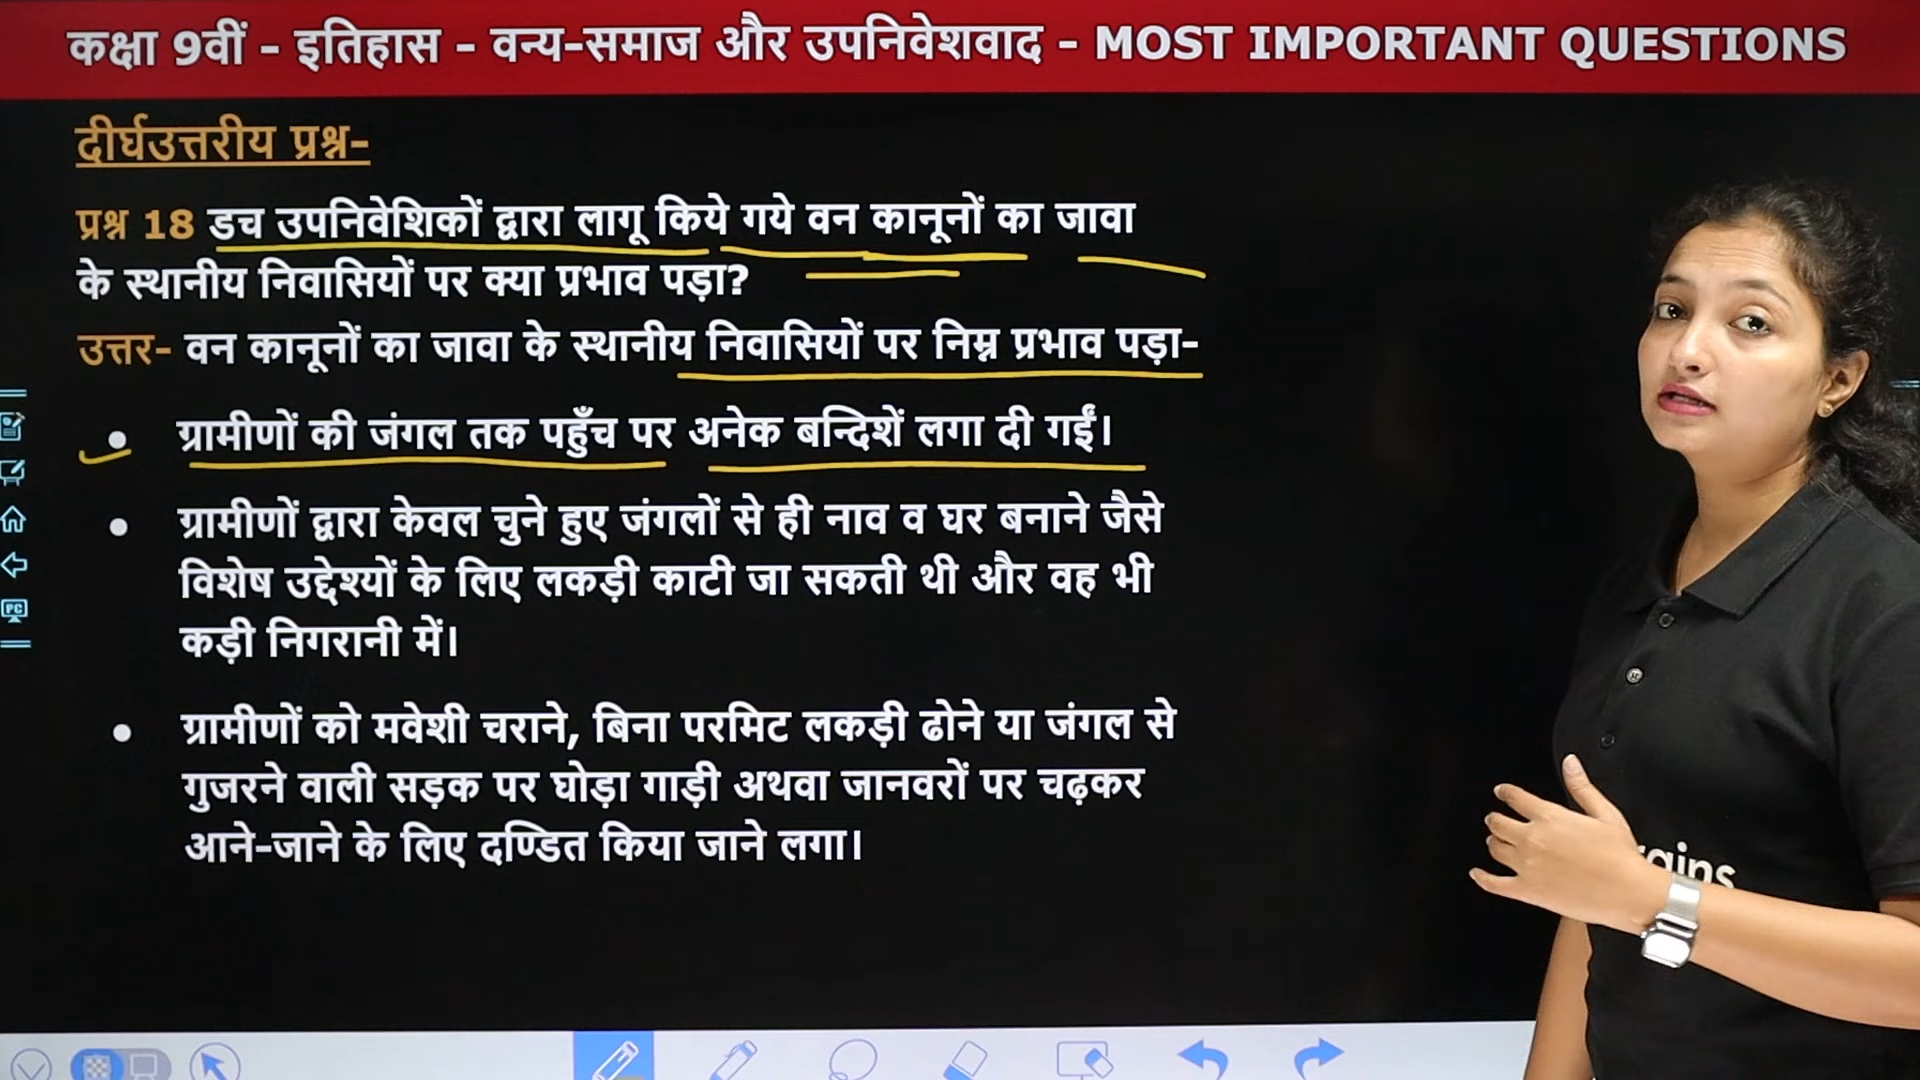 कक्षा 9वीं - इतिहास - वन्य-समाज और उपनिवेशवाद - MOST IMPORTANT QUESTIONS
दीर्घउत्तरीय प्रश्न-
प्रश्न 18 डच उपनिवेशिकों द्वारा लागू किये गये वन कानूनों का जावा
के स्थानीय निवासियों पर क्या प्रभाव पड़ा?
उत्तर- वन कानूनों का जावा के स्थानीय निवासियों पर निम्न प्रभाव पड़ा-
• ग्रामीणों की जंगल तक पहुँच पर अनेक बन्दिशें लगा दी गईं।
• ग्रामीणों द्वारा केवल चुने हुए जंगलों से ही नाव व घर बनाने जैसे
विशेष उद्देश्यों के लिए लकड़ी काटी जा सकती थी और वह भी
कड़ी निगरानी में।
• ग्रामीणों को मवेशी चराने, बिना परमिट लकड़ी ढोने या जंगल से
गुजरने वाली सड़क पर घोड़ा गाड़ी अथवा जानवरों पर चढ़कर
आने-जाने के लिए दण्डित किया जाने लगा।
PC